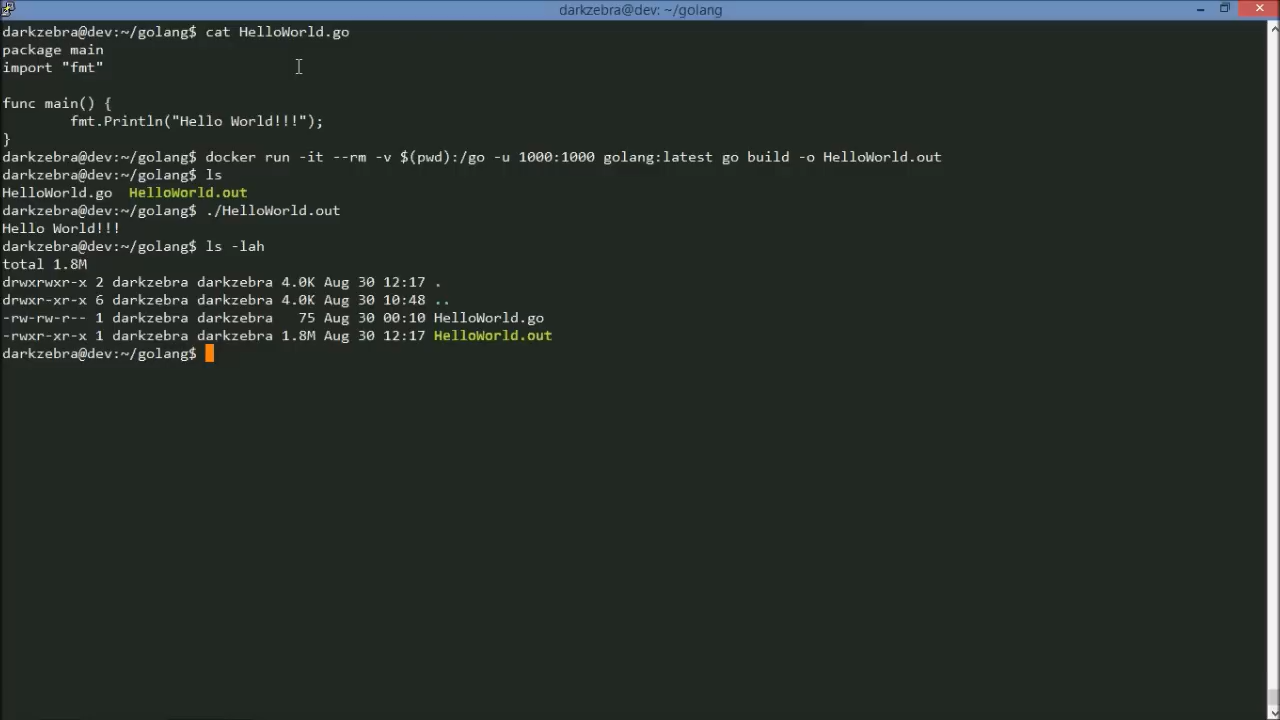 darkzebra@dev: ~/golang
darkzebra@dev:~/golang$ cat HelloWorld.go
package main
import "fmt"

func main() {
        fmt.Println("Hello World!!!");
}
darkzebra@dev:~/golang$ docker run -it --rm -v $(pwd):/go -u 1000:1000 golang:latest go build -o HelloWorld.out
darkzebra@dev:~/golang$ ls
HelloWorld.go  HelloWorld.out
darkzebra@dev:~/golang$ ./HelloWorld.out
Hello World!!!
darkzebra@dev:~/golang$ ls -lah
total 1.8M
drwxrwxr-x 2 darkzebra darkzebra 4.0K Aug 30 12:17 .
drwxr-xr-x 6 darkzebra darkzebra 4.0K Aug 30 10:48 ..
-rw-rw-r-- 1 darkzebra darkzebra   75 Aug 30 00:10 HelloWorld.go
-rwxr-xr-x 1 darkzebra darkzebra 1.8M Aug 30 12:17 HelloWorld.out
darkzebra@dev:~/golang$